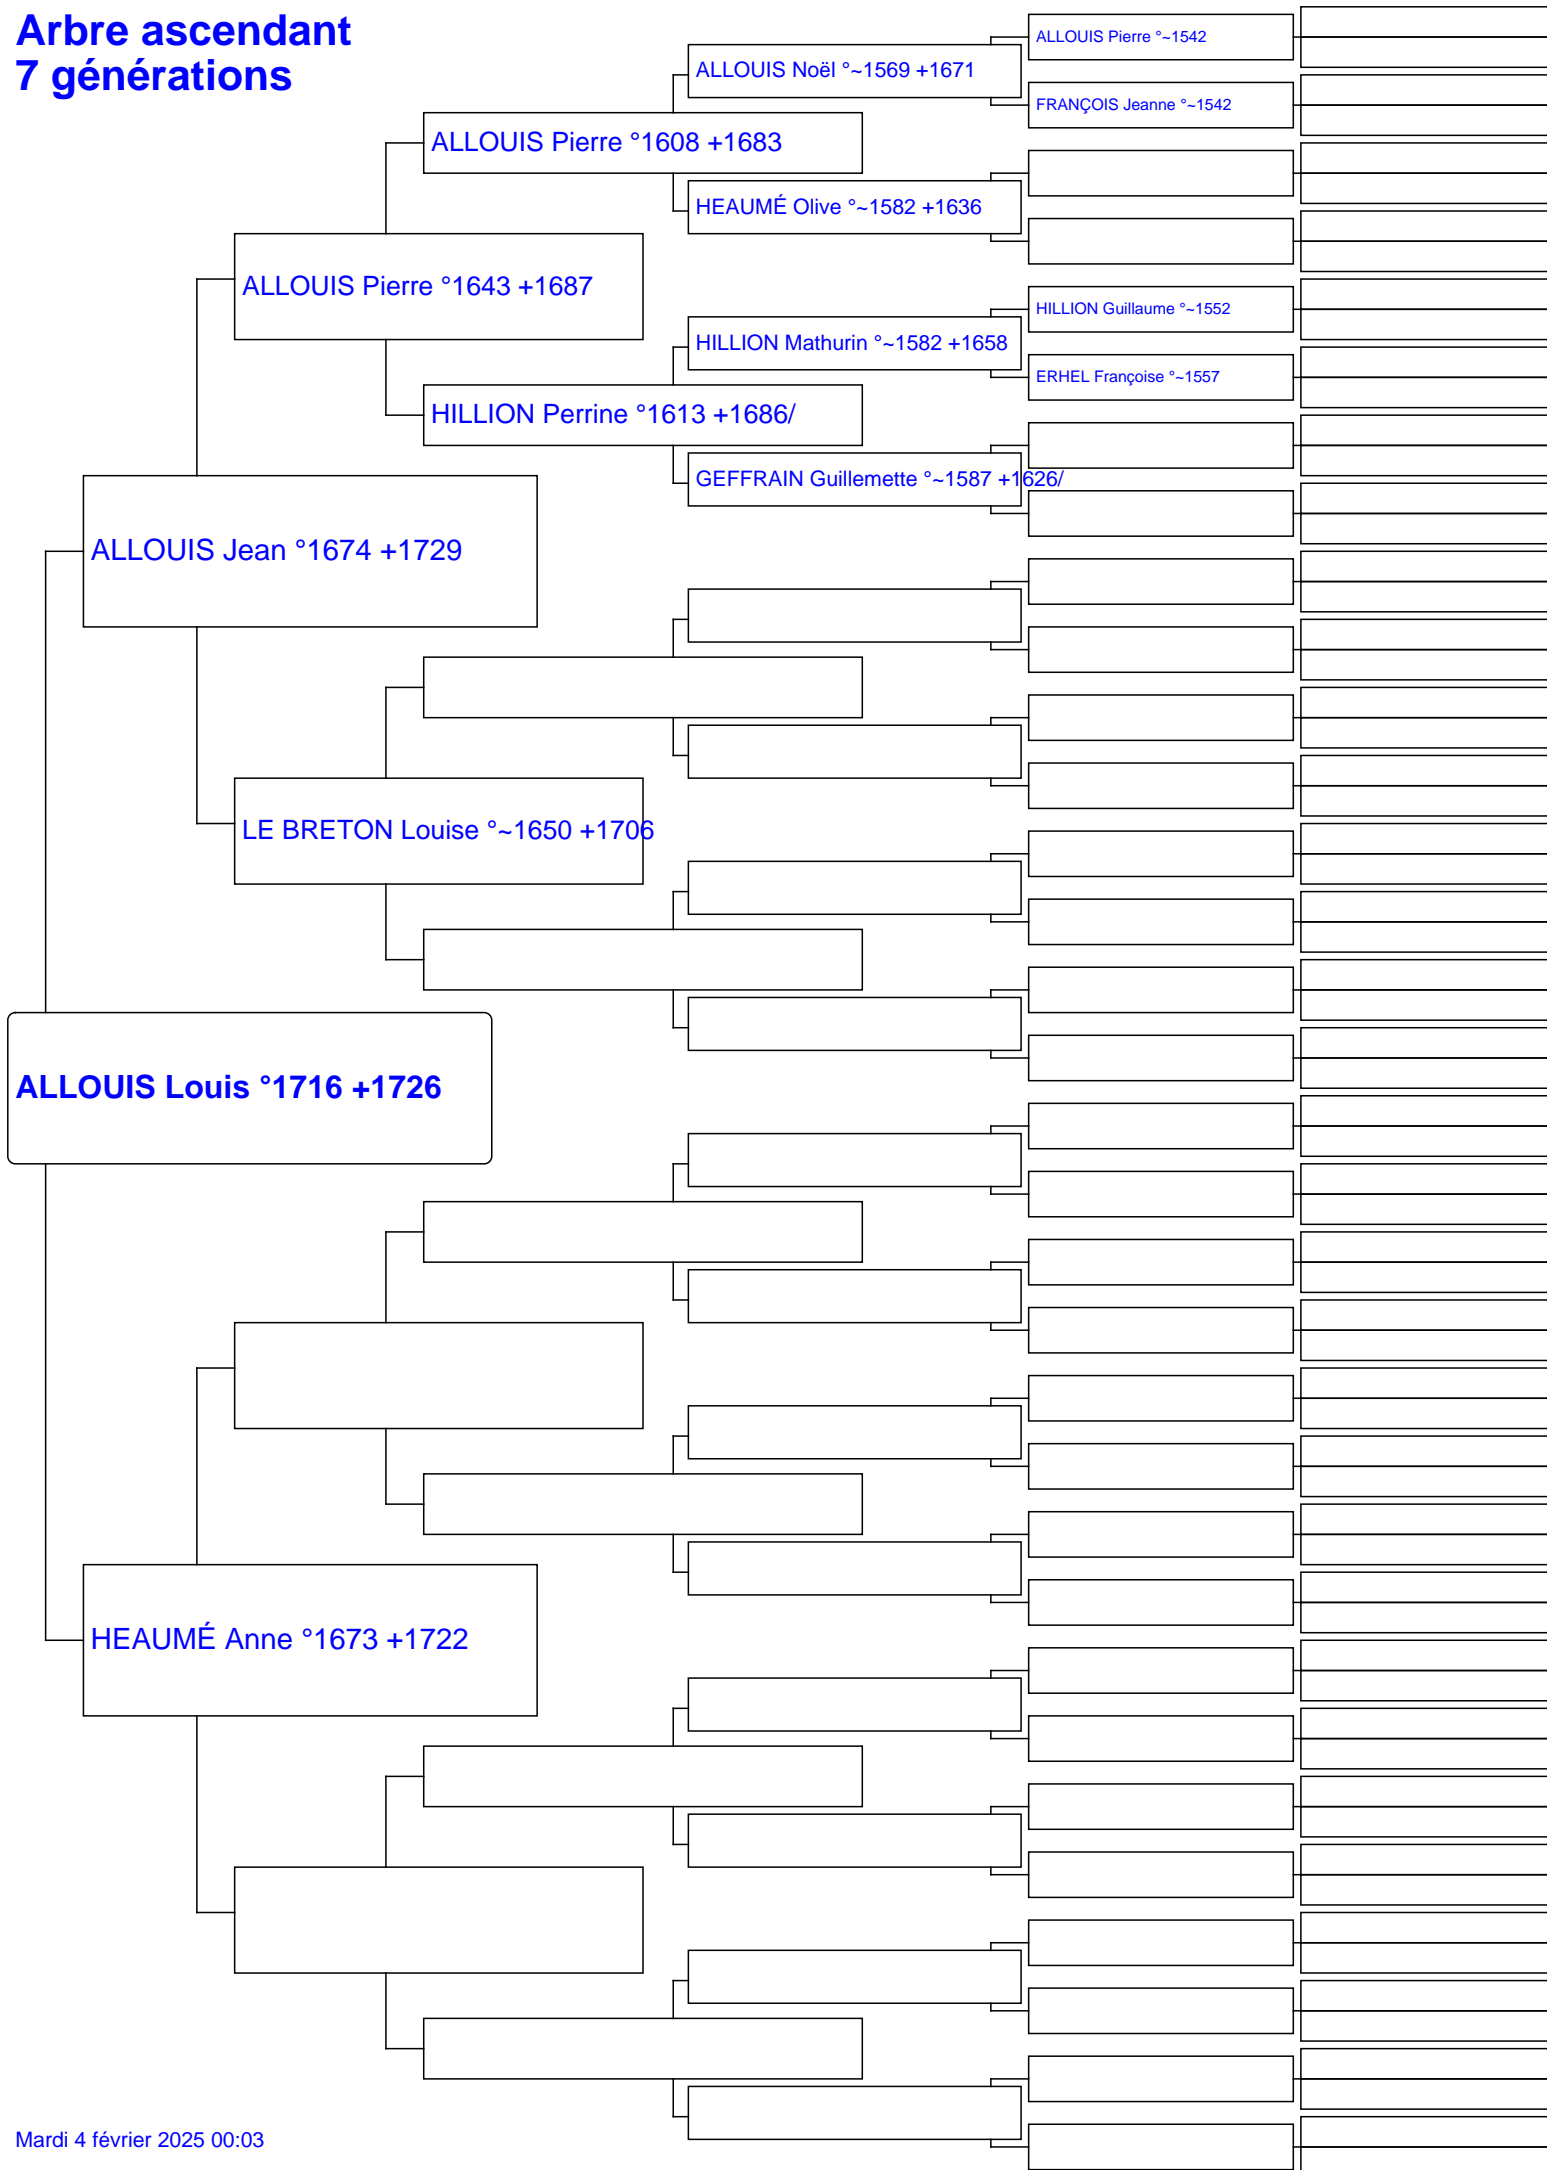 Arbre ascendant
7 générations
ALLOUIS Pierre °~1542
ALLOUIS Noël °~1569 +1671
FRANÇOIS Jeanne °~1542
ALLOUIS Pierre °1608 +1683
HEAUMÉ Olive °~1582 +1636
ALLOUIS Pierre °1643 +1687
HILLION Guillaume °~1552
HILLION Mathurin °~1582 +1658
ERHEL Françoise °~1557
HILLION Perrine °1613 +1686/
GEFFRAIN Guillemette °~1587 +1626/
ALLOUIS Jean °1674 +1729
LE BRETON Louise °~1650 +1706
ALLOUIS Louis °1716 +1726
HEAUMÉ Anne °1673 +1722
Mardi 4 février 2025 00:03